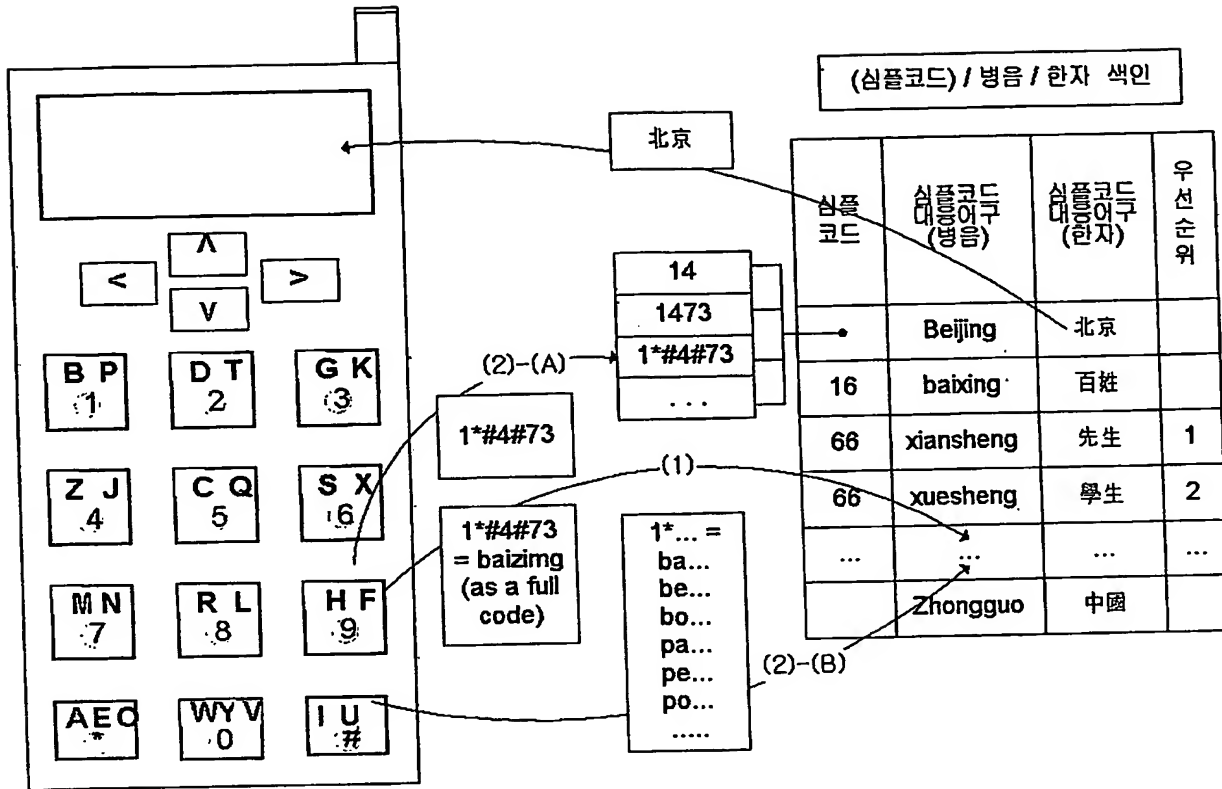 (심플코드) / 병음 / 한자 색인
北京
심플
코드
심플코드
대응어구
(병음)
심플코드
대응어구
(한자)
우
선
순
위
Beijing 北京
16 baixing 百姓
66 xiansheng 先生 1
66 xuesheng 學生 2
... ... ... ...
Zhongguo 中國
14
1473
1*#4#73
. . .
(2)-(A)
1*#4#73
(1)
1*#4#73
= baizimg
(as a full
code)
1*... =
ba...
be...
bo...
pa...
pe...
po...
.....
(2)-(B)
< ᐱ >
V
B P
1
D T
2
G K
3
Z J
4
C Q
5
S X
6
M N
7
R L
8
H F
9
A E O
*
W Y V
0
I U
#